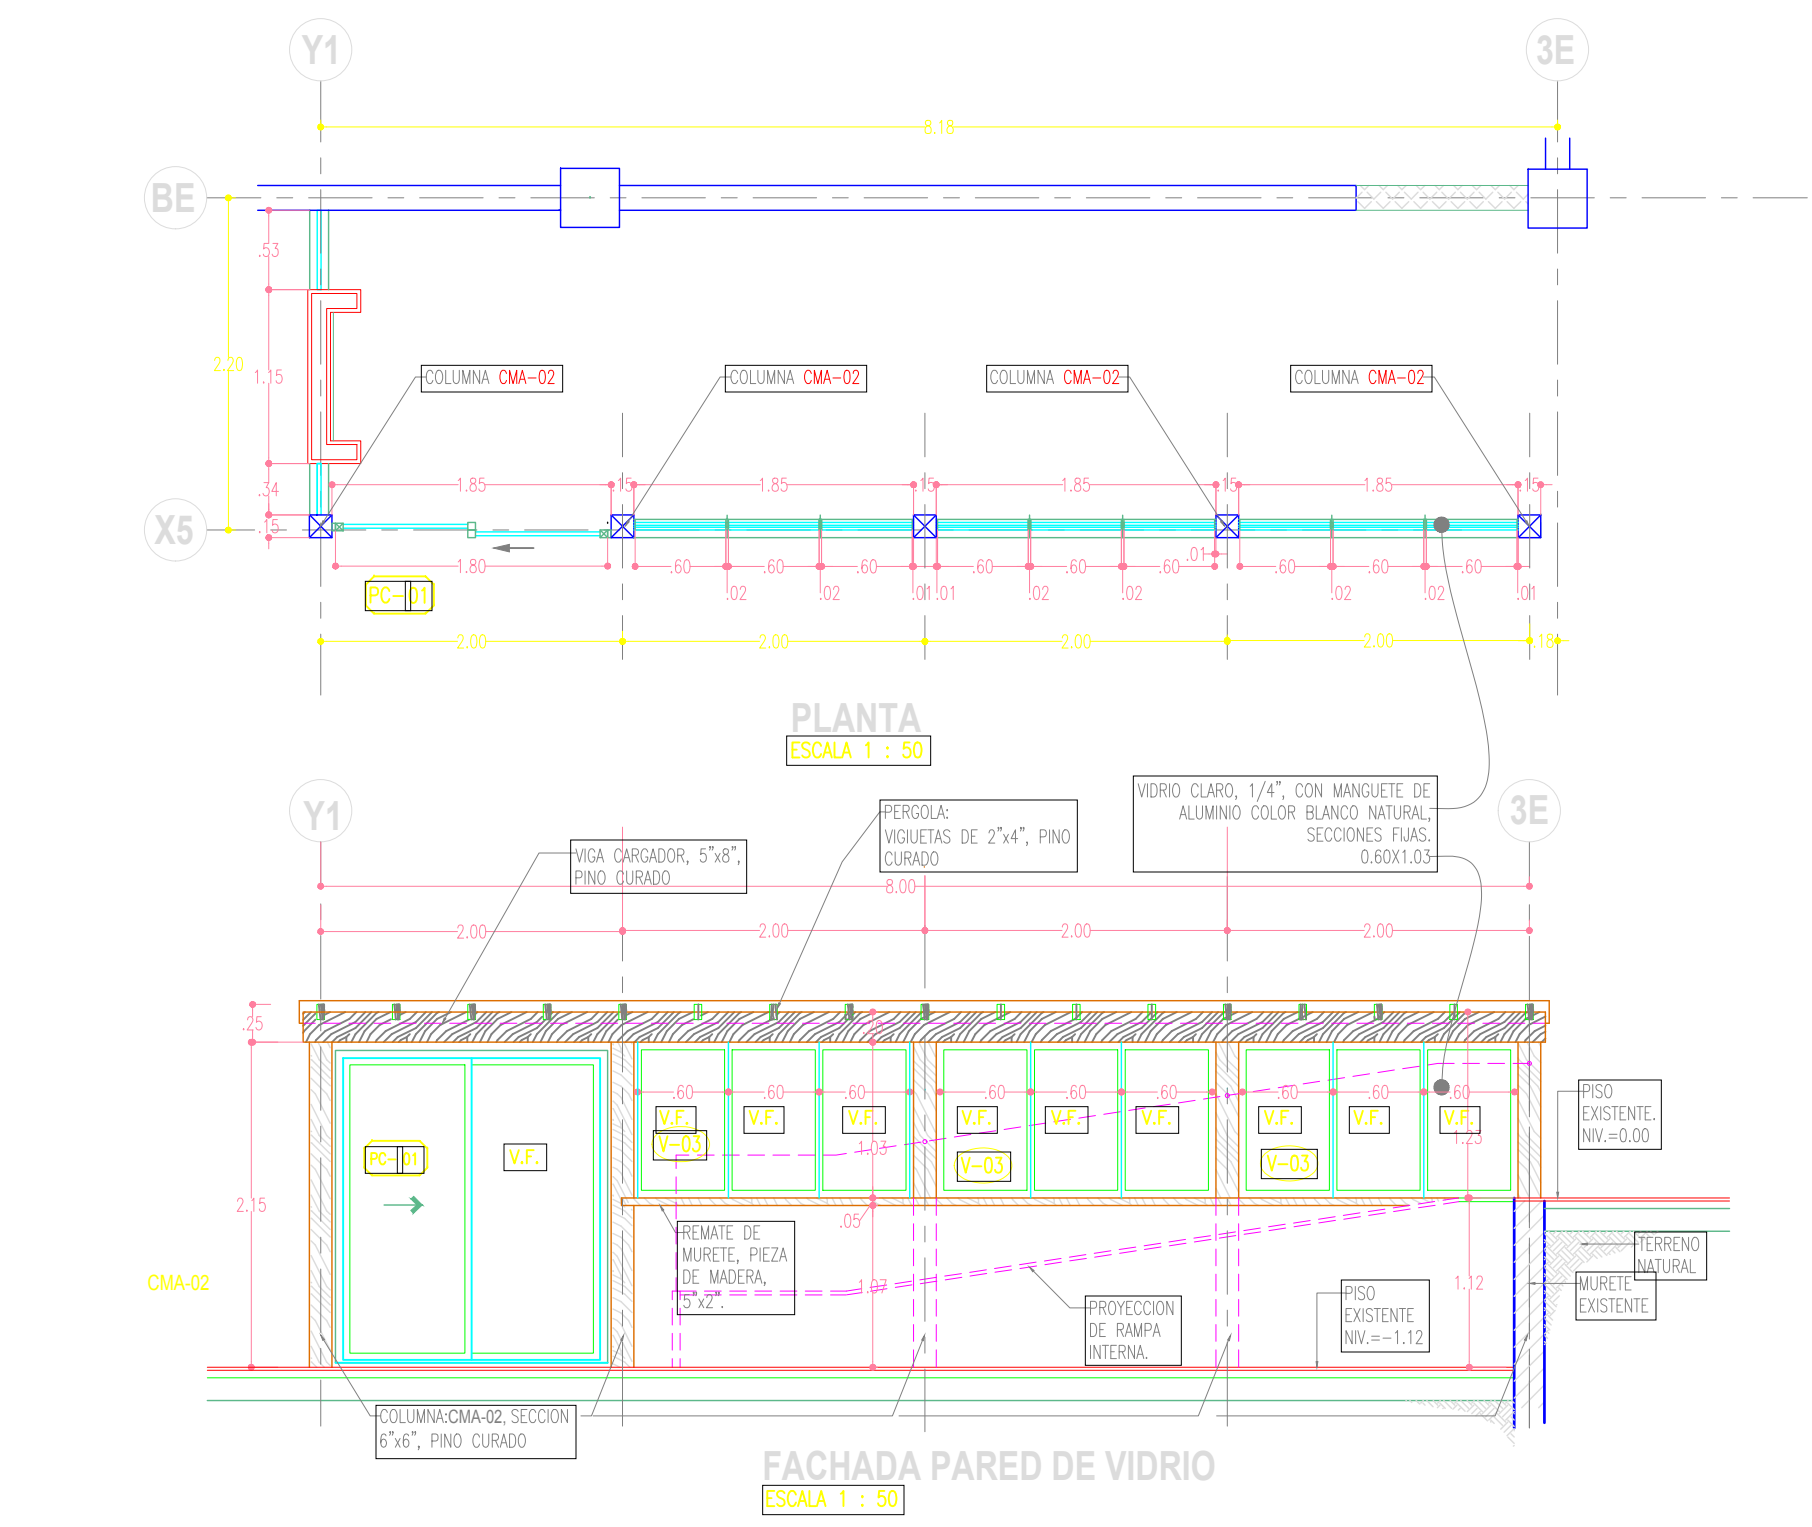 Y1
3E
8.18
BE
.53
2.20
1.15
COLUMNA CMA-02
COLUMNA CMA-02
COLUMNA CMA-02
COLUMNA CMA-02
.34
1.85
.15
1.85
.15
1.85
.15
1.85
.15
X5
.15
.01
1.80
.60
.60
.60
.60
.60
.60
.60
.60
.60
PC-01
.02
.02
.01
.01
.02
.02
.02
.02
.01
2.00
2.00
2.00
2.00
.18
PLANTA
ESCALA 1 : 50
Y1
3E
VIDRIO CLARO, 1/4", CON MANGUETE DE
ALUMINIO COLOR BLANCO NATURAL,
SECCIONES FIJAS.
0.60X1.03
PERGOLA:
VIGIUETAS DE 2"x4", PINO
CURADO
VIGA CARGADOR, 5"x8",
PINO CURADO
8.00
2.00
2.00
2.00
2.00
.25
.20
.60
.60
.60
.60
.60
.60
.60
.60
.60
V.F.
V.F.
V.F.
V.F.
V.F.
V.F.
V.F.
V.F.
V.F.
PISO
EXISTENTE.
NIV.=0.00
PC-01
V.F.
V-03
V-03
V-03
1.03
1.23
2.15
.05
REMATE DE
MURETE, PIEZA
DE MADERA,
5"x2".
TERRENO
NATURAL
CMA-02
1.07
1.12
MURETE
EXISTENTE
PISO
EXISTENTE
NIV.=-1.12
PROYECCION
DE RAMPA
INTERNA.
COLUMNA:CMA-02, SECCION
6"x6", PINO CURADO
FACHADA PARED DE VIDRIO
ESCALA 1 : 50